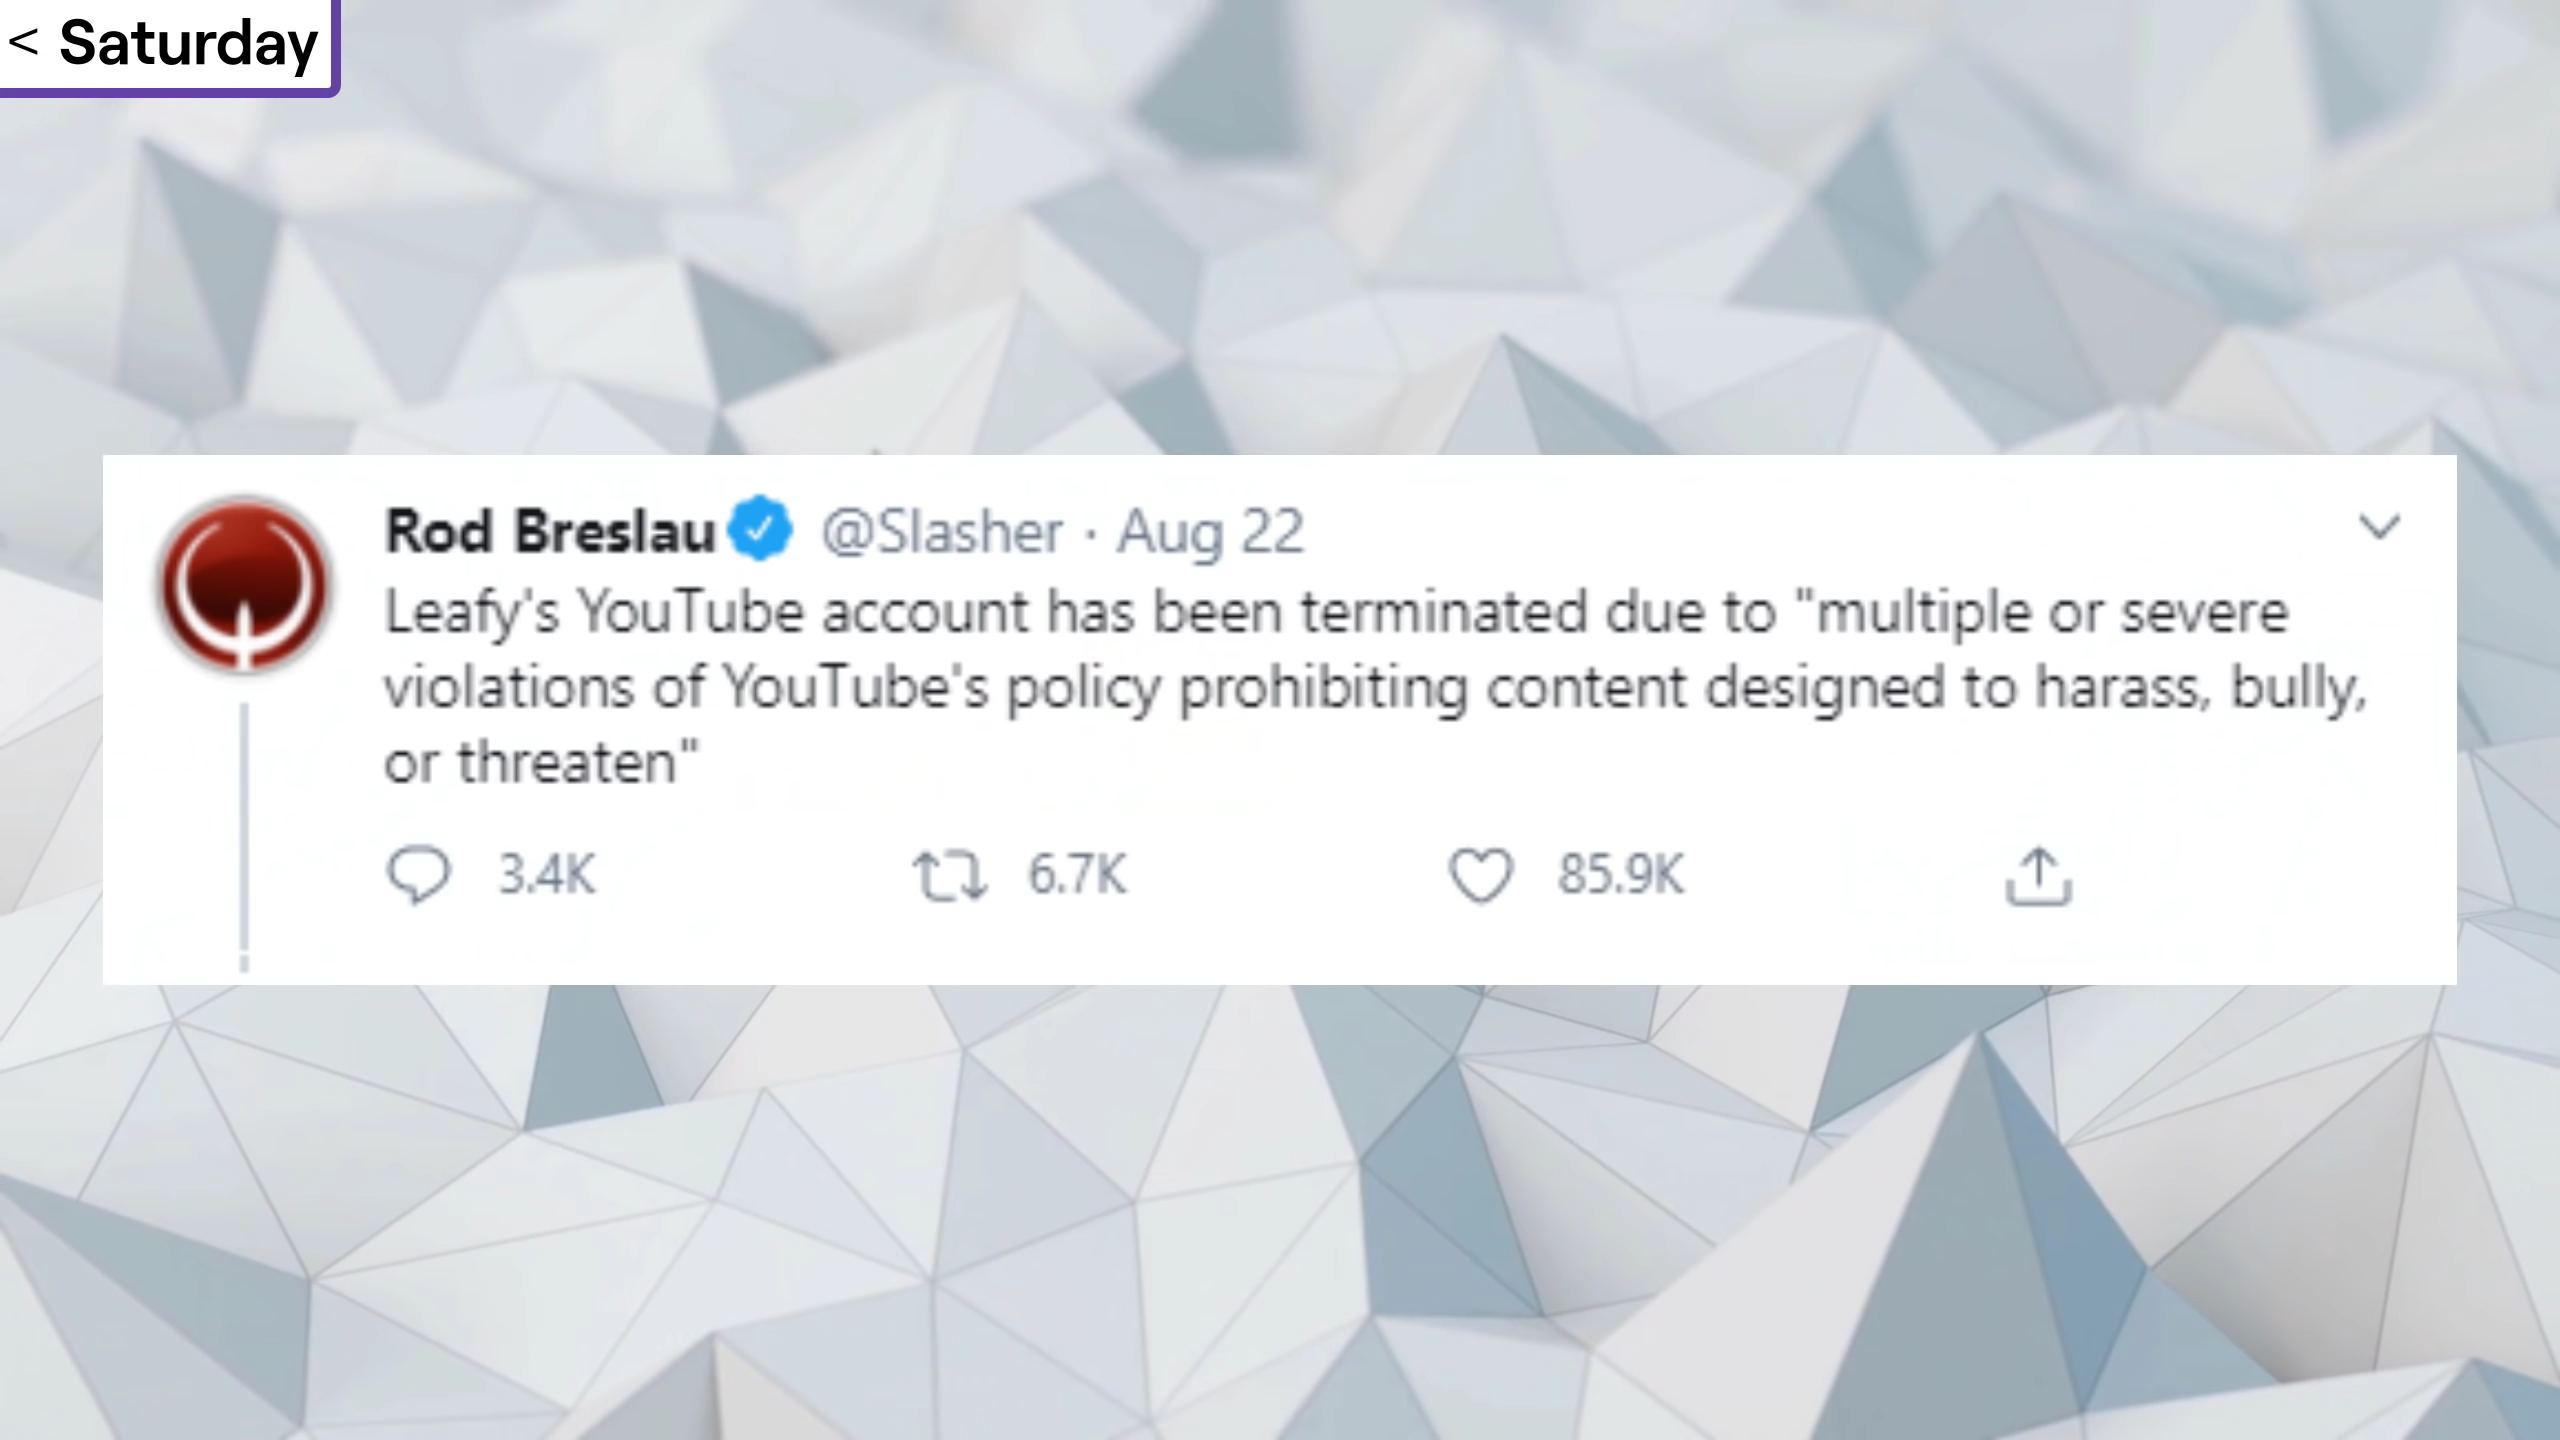 < Saturday
Rod Breslau @Slasher · Aug 22
Leafy's YouTube account has been terminated due to "multiple or severe
violations of YouTube's policy prohibiting content designed to harass, bully,
or threaten"
3.4K 6.7K 85.9K